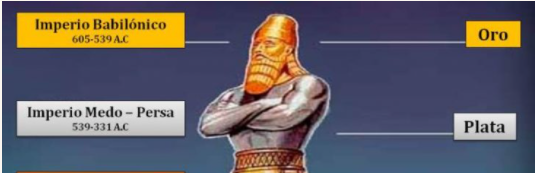 Imperio Babilónico
605-539 A.C
Oro
Imperio Medo – Persa
539-331 A.C
Plata